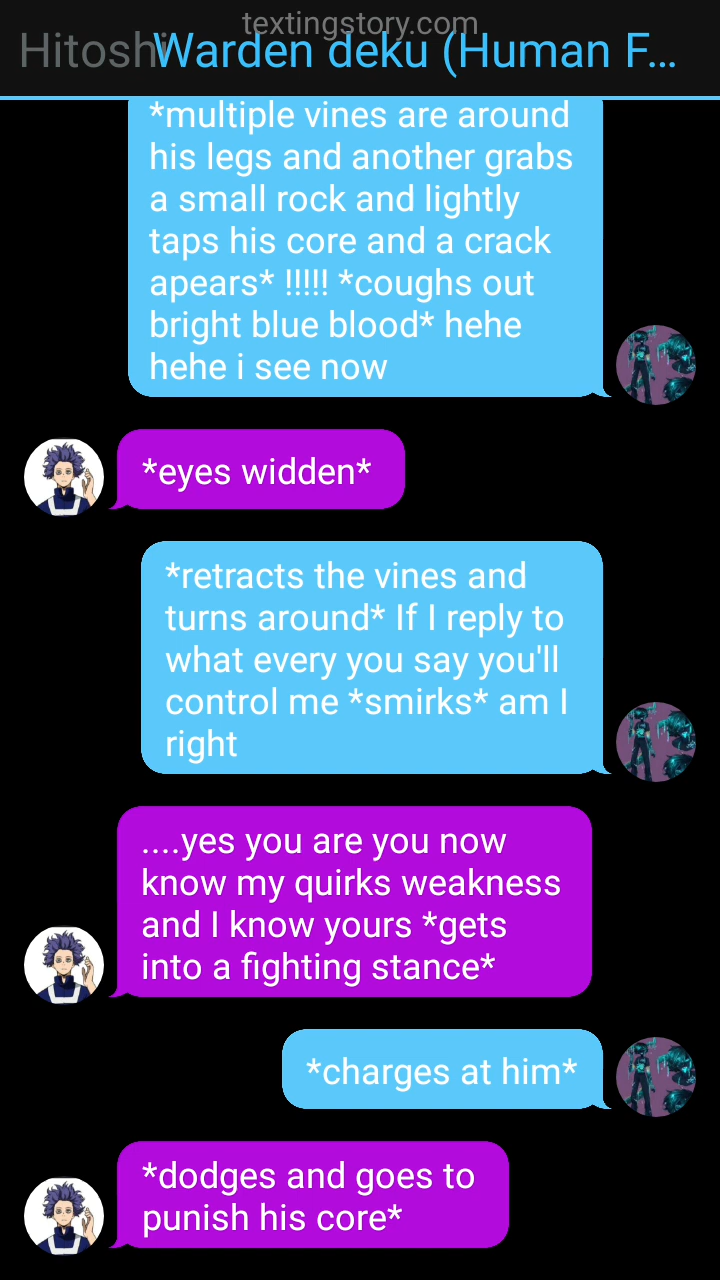 textingstory.com
Hitoshi Warden deku (Human F...
*multiple vines are around
his legs and another grabs
a small rock and lightly
taps his core and a crack
apears* !!!!! *coughs out
bright blue blood* hehe
hehe i see now
*eyes widden*
*retracts the vines and
turns around* If I reply to
what every you say you'll
control me *smirks* am I
right
....yes you are you now
know my quirks weakness
and I know yours *gets
into a fighting stance*
*charges at him*
*dodges and goes to
punish his core*